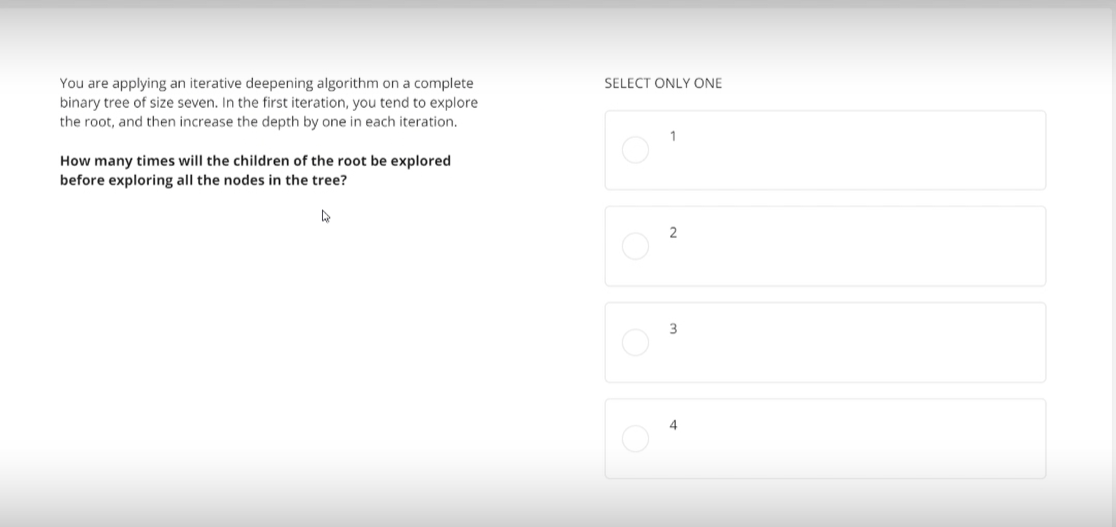 You are applying an iterative deepening algorithm on a complete
binary tree of size seven. In the first iteration, you tend to explore
the root, and then increase the depth by one in each iteration.
How many times will the children of the root be explored
before exploring all the nodes in the tree?
SELECT ONLY ONE
1
2
3
4